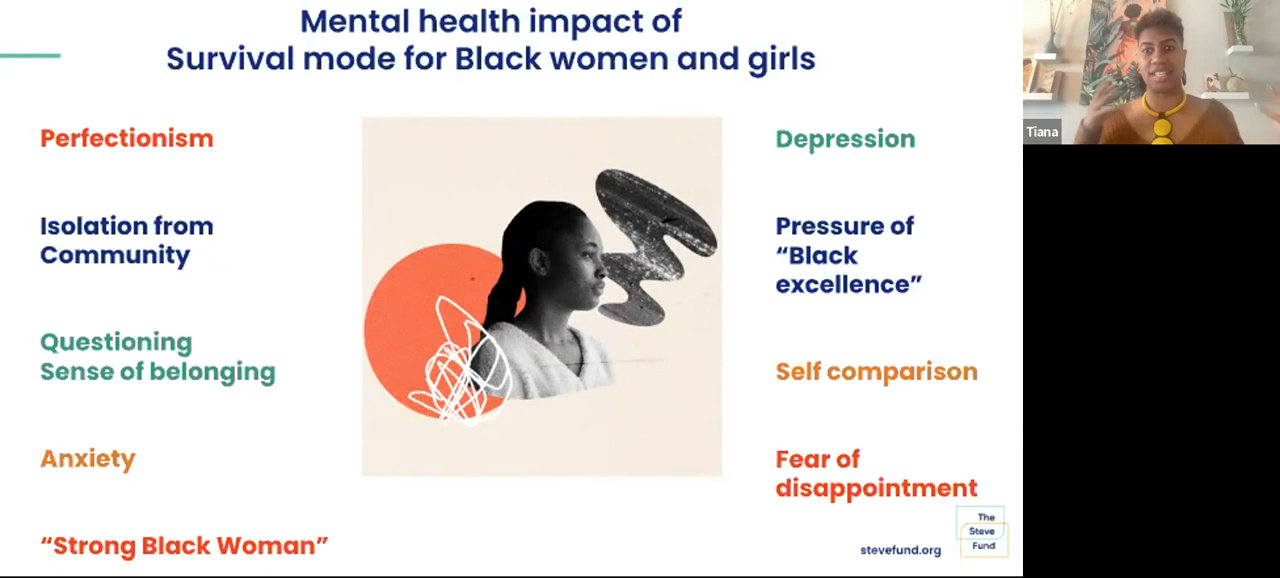 Mental health impact of
Survival mode for Black women and girls
Perfectionism
Isolation from
Community
Questioning
Sense of belonging
Anxiety
“Strong Black Woman”
Depression
Pressure of
“Black
excellence”
Self comparison
Fear of
disappointment
stevefund.org
The
Steve
Fund
Tiana